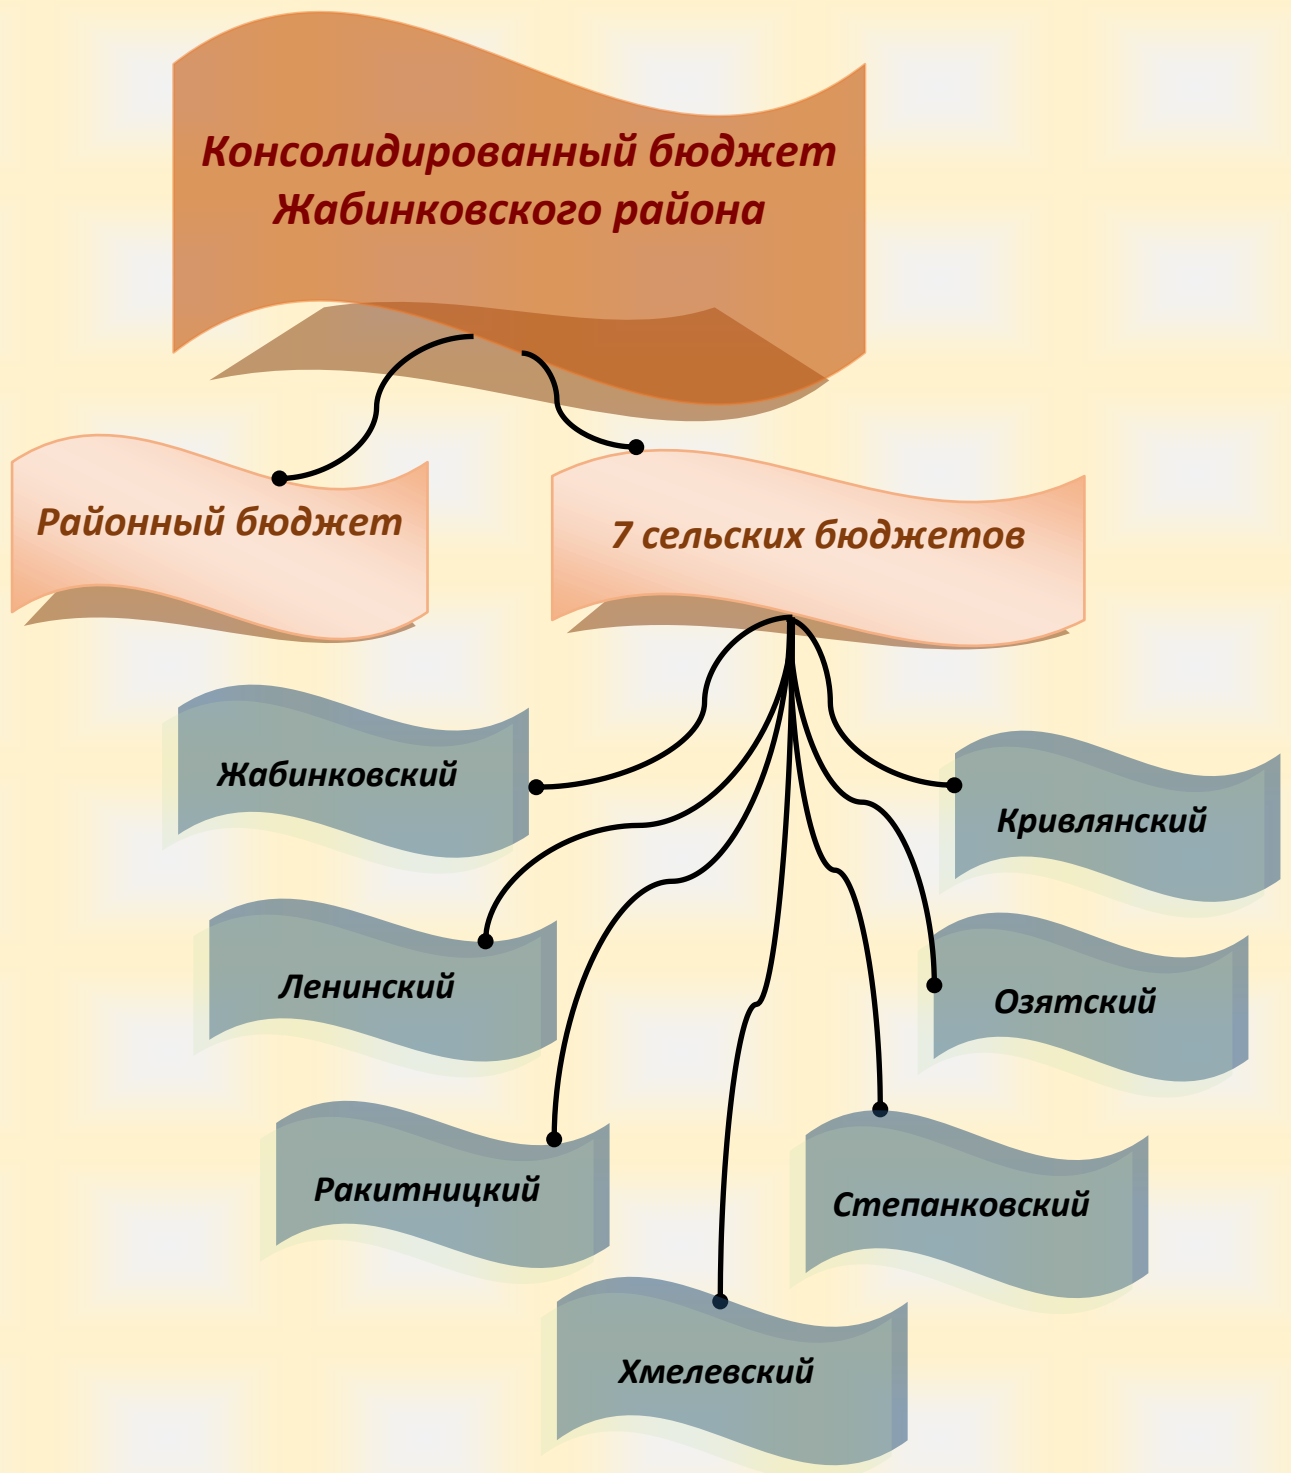 Консолидированный бюджет
Жабинковского района
Районный бюджет
7 сельских бюджетов
Жабинковский
Кривлянский
Ленинский
Озятский
Ракитницкий
Степанковский
Хмелевский